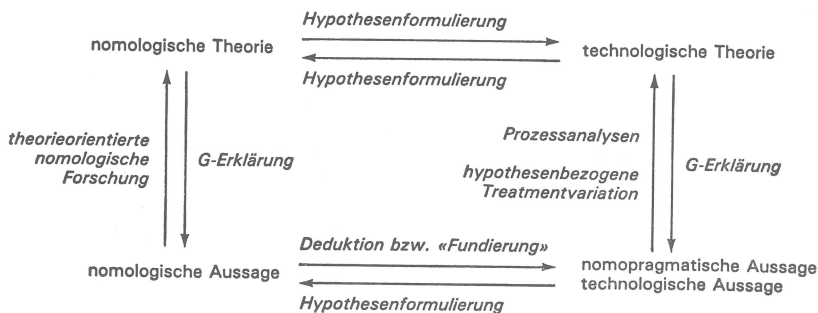 Hypothesenformulierung
nomologische Theorie
technologische Theorie
Hypothesenformulierung
theorieorientierte
nomologische
Forschung
G-Erklärung
Prozessanalysen
hypothesenbezogene
Treatmentvariation
G-Erklärung
Deduktion bzw. «Fundierung»
nomologische Aussage
nomopragmatische Aussage
technologische Aussage
Hypothesenformulierung